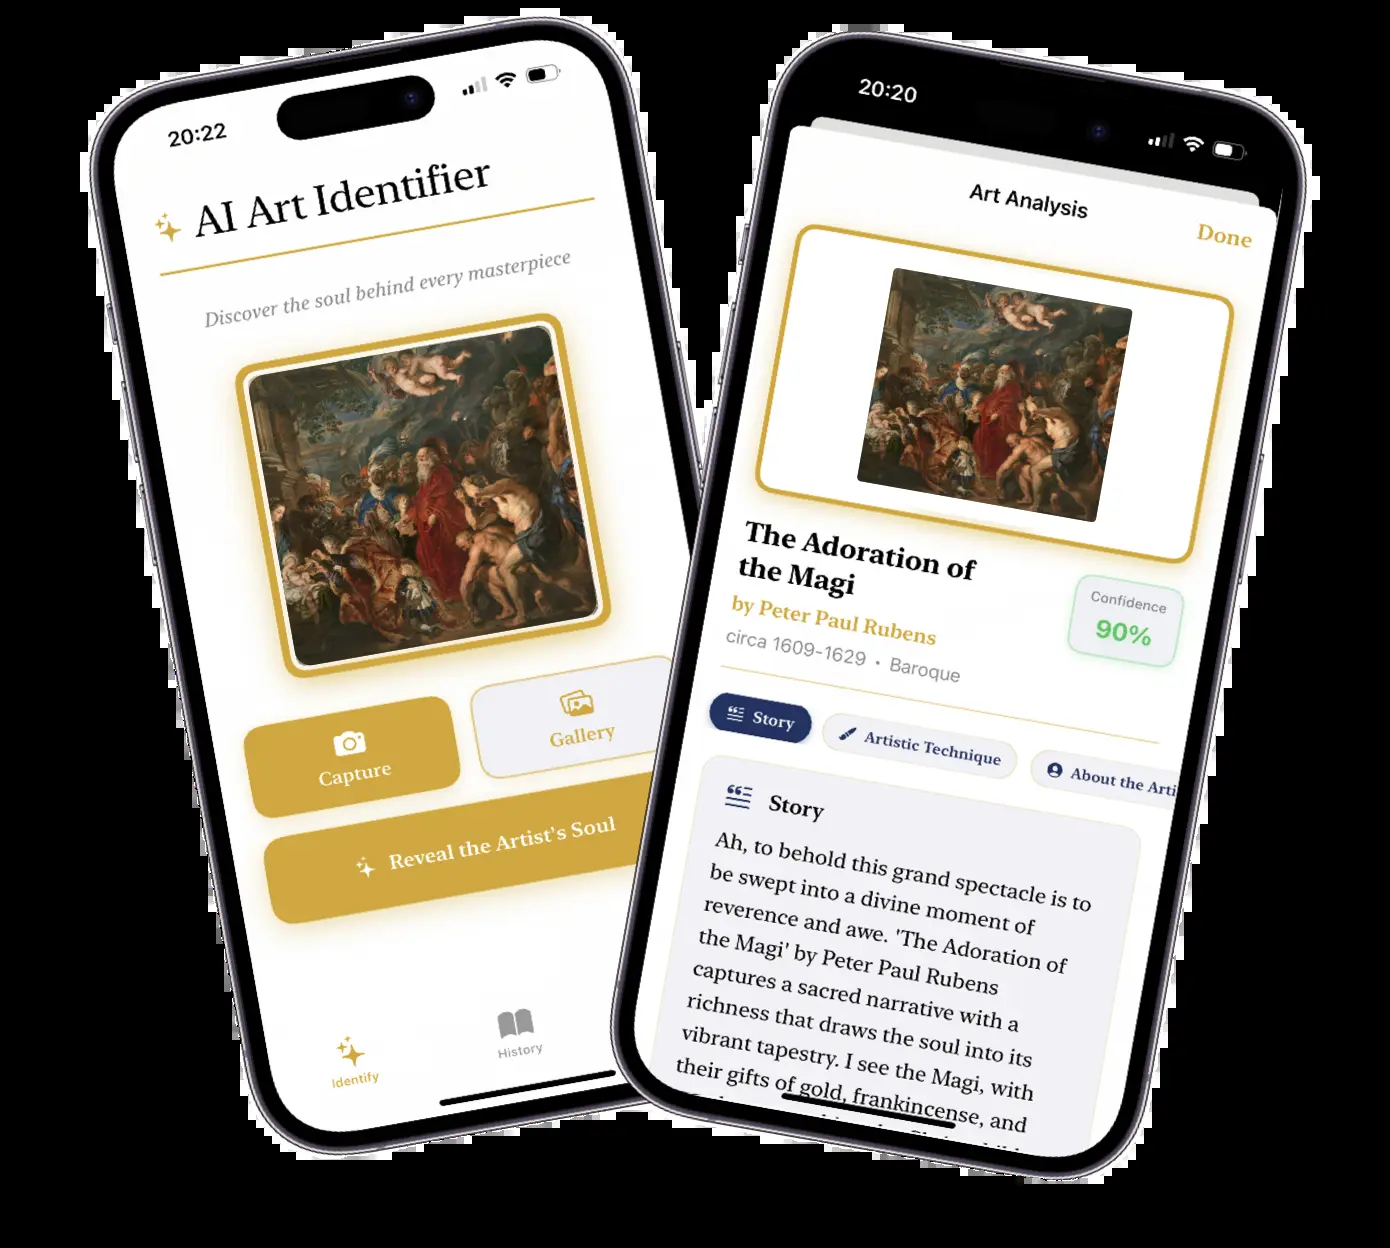 20:22
AI Art Identifier
Discover the soul behind every masterpiece
Capture
Gallery
Reveal the Artist's Soul
Identify
History
20:20
Art Analysis
Done
The Adoration of
the Magi
by Peter Paul Rubens
circa 1609-1629 • Baroque
Confidence
90%
Story
Artistic Technique
About the Arti
Story
Ah, to behold this grand spectacle is to
be swept into a divine moment of
reverence and awe. 'The Adoration of
the Magi' by Peter Paul Rubens
captures a sacred narrative with a
richness that draws the soul into its
vibrant tapestry. I see the Magi, with
their gifts of gold, frankincense, and